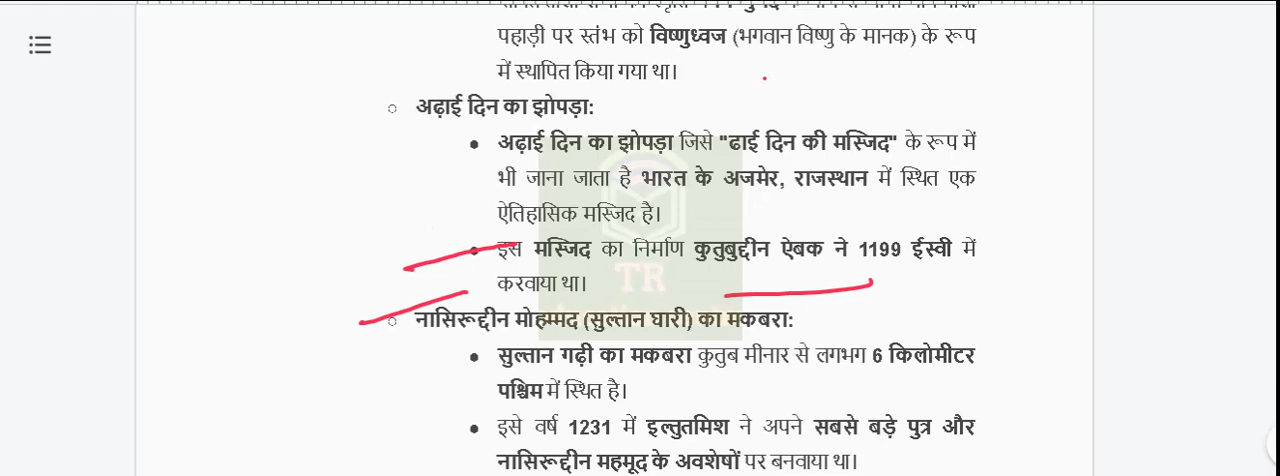 पहाड़ी पर स्तंभ को विष्णुध्वज (भगवान विष्णु के मानक) के रूप
में स्थापित किया गया था।
अढ़ाई दिन का झोपड़ा:
अढ़ाई दिन का झोपड़ा जिसे "ढाई दिन की मस्जिद" के रूप में
भी जाना जाता है भारत के अजमेर, राजस्थान में स्थित एक
ऐतिहासिक मस्जिद है।
इस मस्जिद का निर्माण कुतुबुद्दीन ऐबक ने 1199 ईस्वी में
करवाया था।
TR
नासिरूद्दीन मोहम्मद (सुल्तान घारी) का मकबरा:
सुल्तान गढ़ी का मकबरा कुतुब मीनार से लगभग 6 किलोमीटर
पश्चिम में स्थित है।
इसे वर्ष 1231 में इल्तुतमिश ने अपने सबसे बड़े पुत्र और
नासिरूद्दीन महमूद के अवशेषों पर बनवाया था।